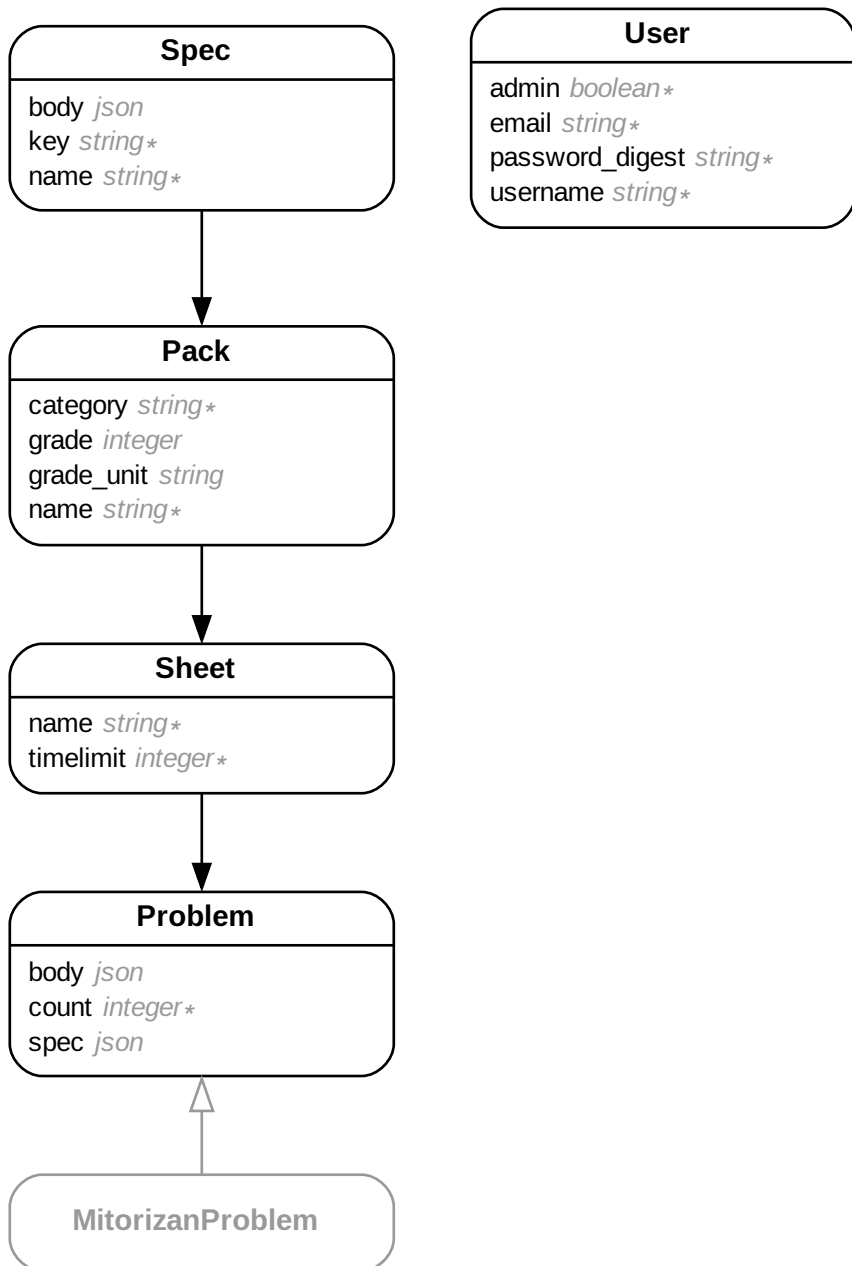 Spec
body json
key string*
name string*
User
admin boolean*
email string*
password_digest string*
username string*
Pack
category string*
grade integer
grade_unit string
name string*
Sheet
name string*
timelimit integer*
Problem
body json
count integer*
spec json
MitorizanProblem